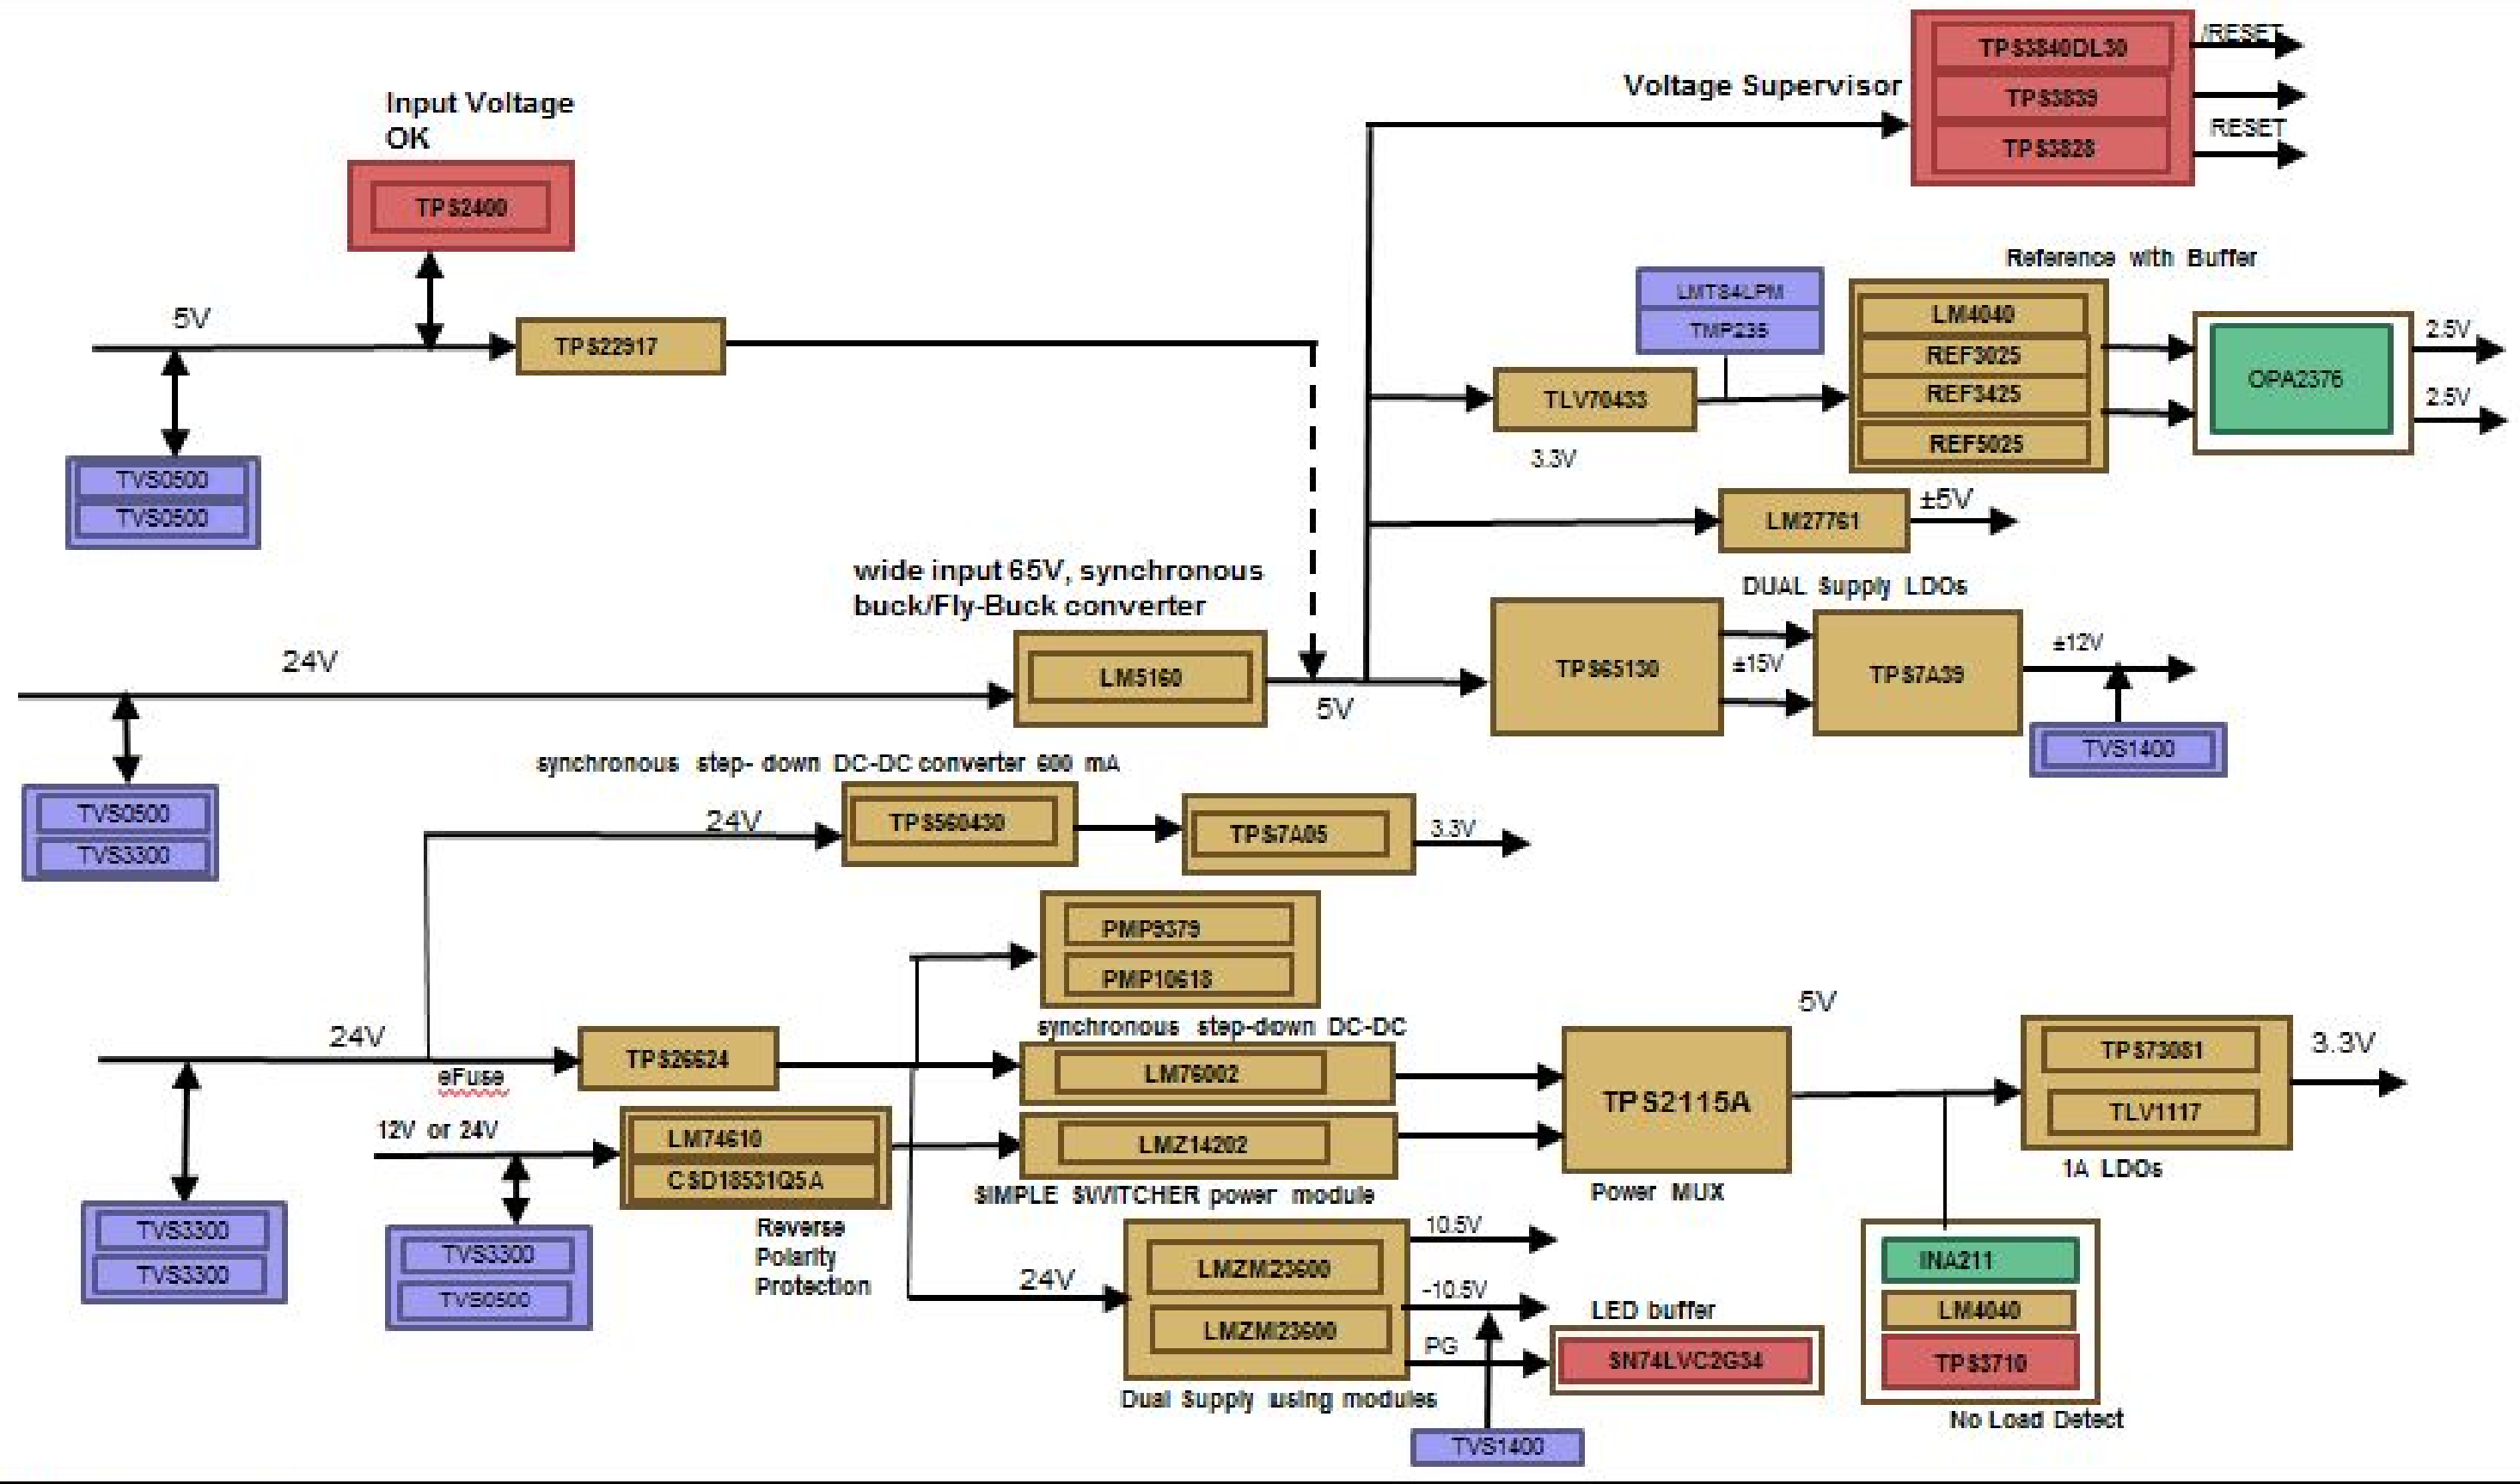 TPS3840DL30
/RESET
Voltage Supervisor
TPS3839
/RESET
TPS3828
Input Voltage
OK
TPS2400
Reference with Buffer
LMTS4LPM
TMP235
LM4040
REF3025
REF3425
REF5025
OPA2376
2.5V
2.5V
5V
TPS22917
TLV70433
3.3V
TVS0500
TVS0500
LM27761
±5V
wide input 65V, synchronous
buck/Fly-Buck converter
DUAL Supply LDOs
24V
LM5160
5V
TPS65130
±15V
TPS7A39
±12V
TVS1400
synchronous step- down DC-DC converter 600 mA
TVS0500
TVS3300
24V
TPS560430
TPS7A05
3.3V
PMP9379
PMP10618
synchronous step-down DC-DC
24V
eFuse
TPS26624
LM76002
TPS2115A
5V
TPS73081
TLV1117
3.3V
1A LDOs
12V or 24V
LM74610
CSD18531Q5A
LMZ14202
SIMPLE SWITCHER power module
Power MUX
Reverse
Polarity
Protection
TVS3300
TVS3300
TVS3300
TVS0500
24V
LMZM23600
LMZM23600
10.5V
-10.5V
PG
LED buffer
SN74LVC2G34
Dual Supply using modules
TVS1400
INA211
LM4040
TPS3710
No Load Detect